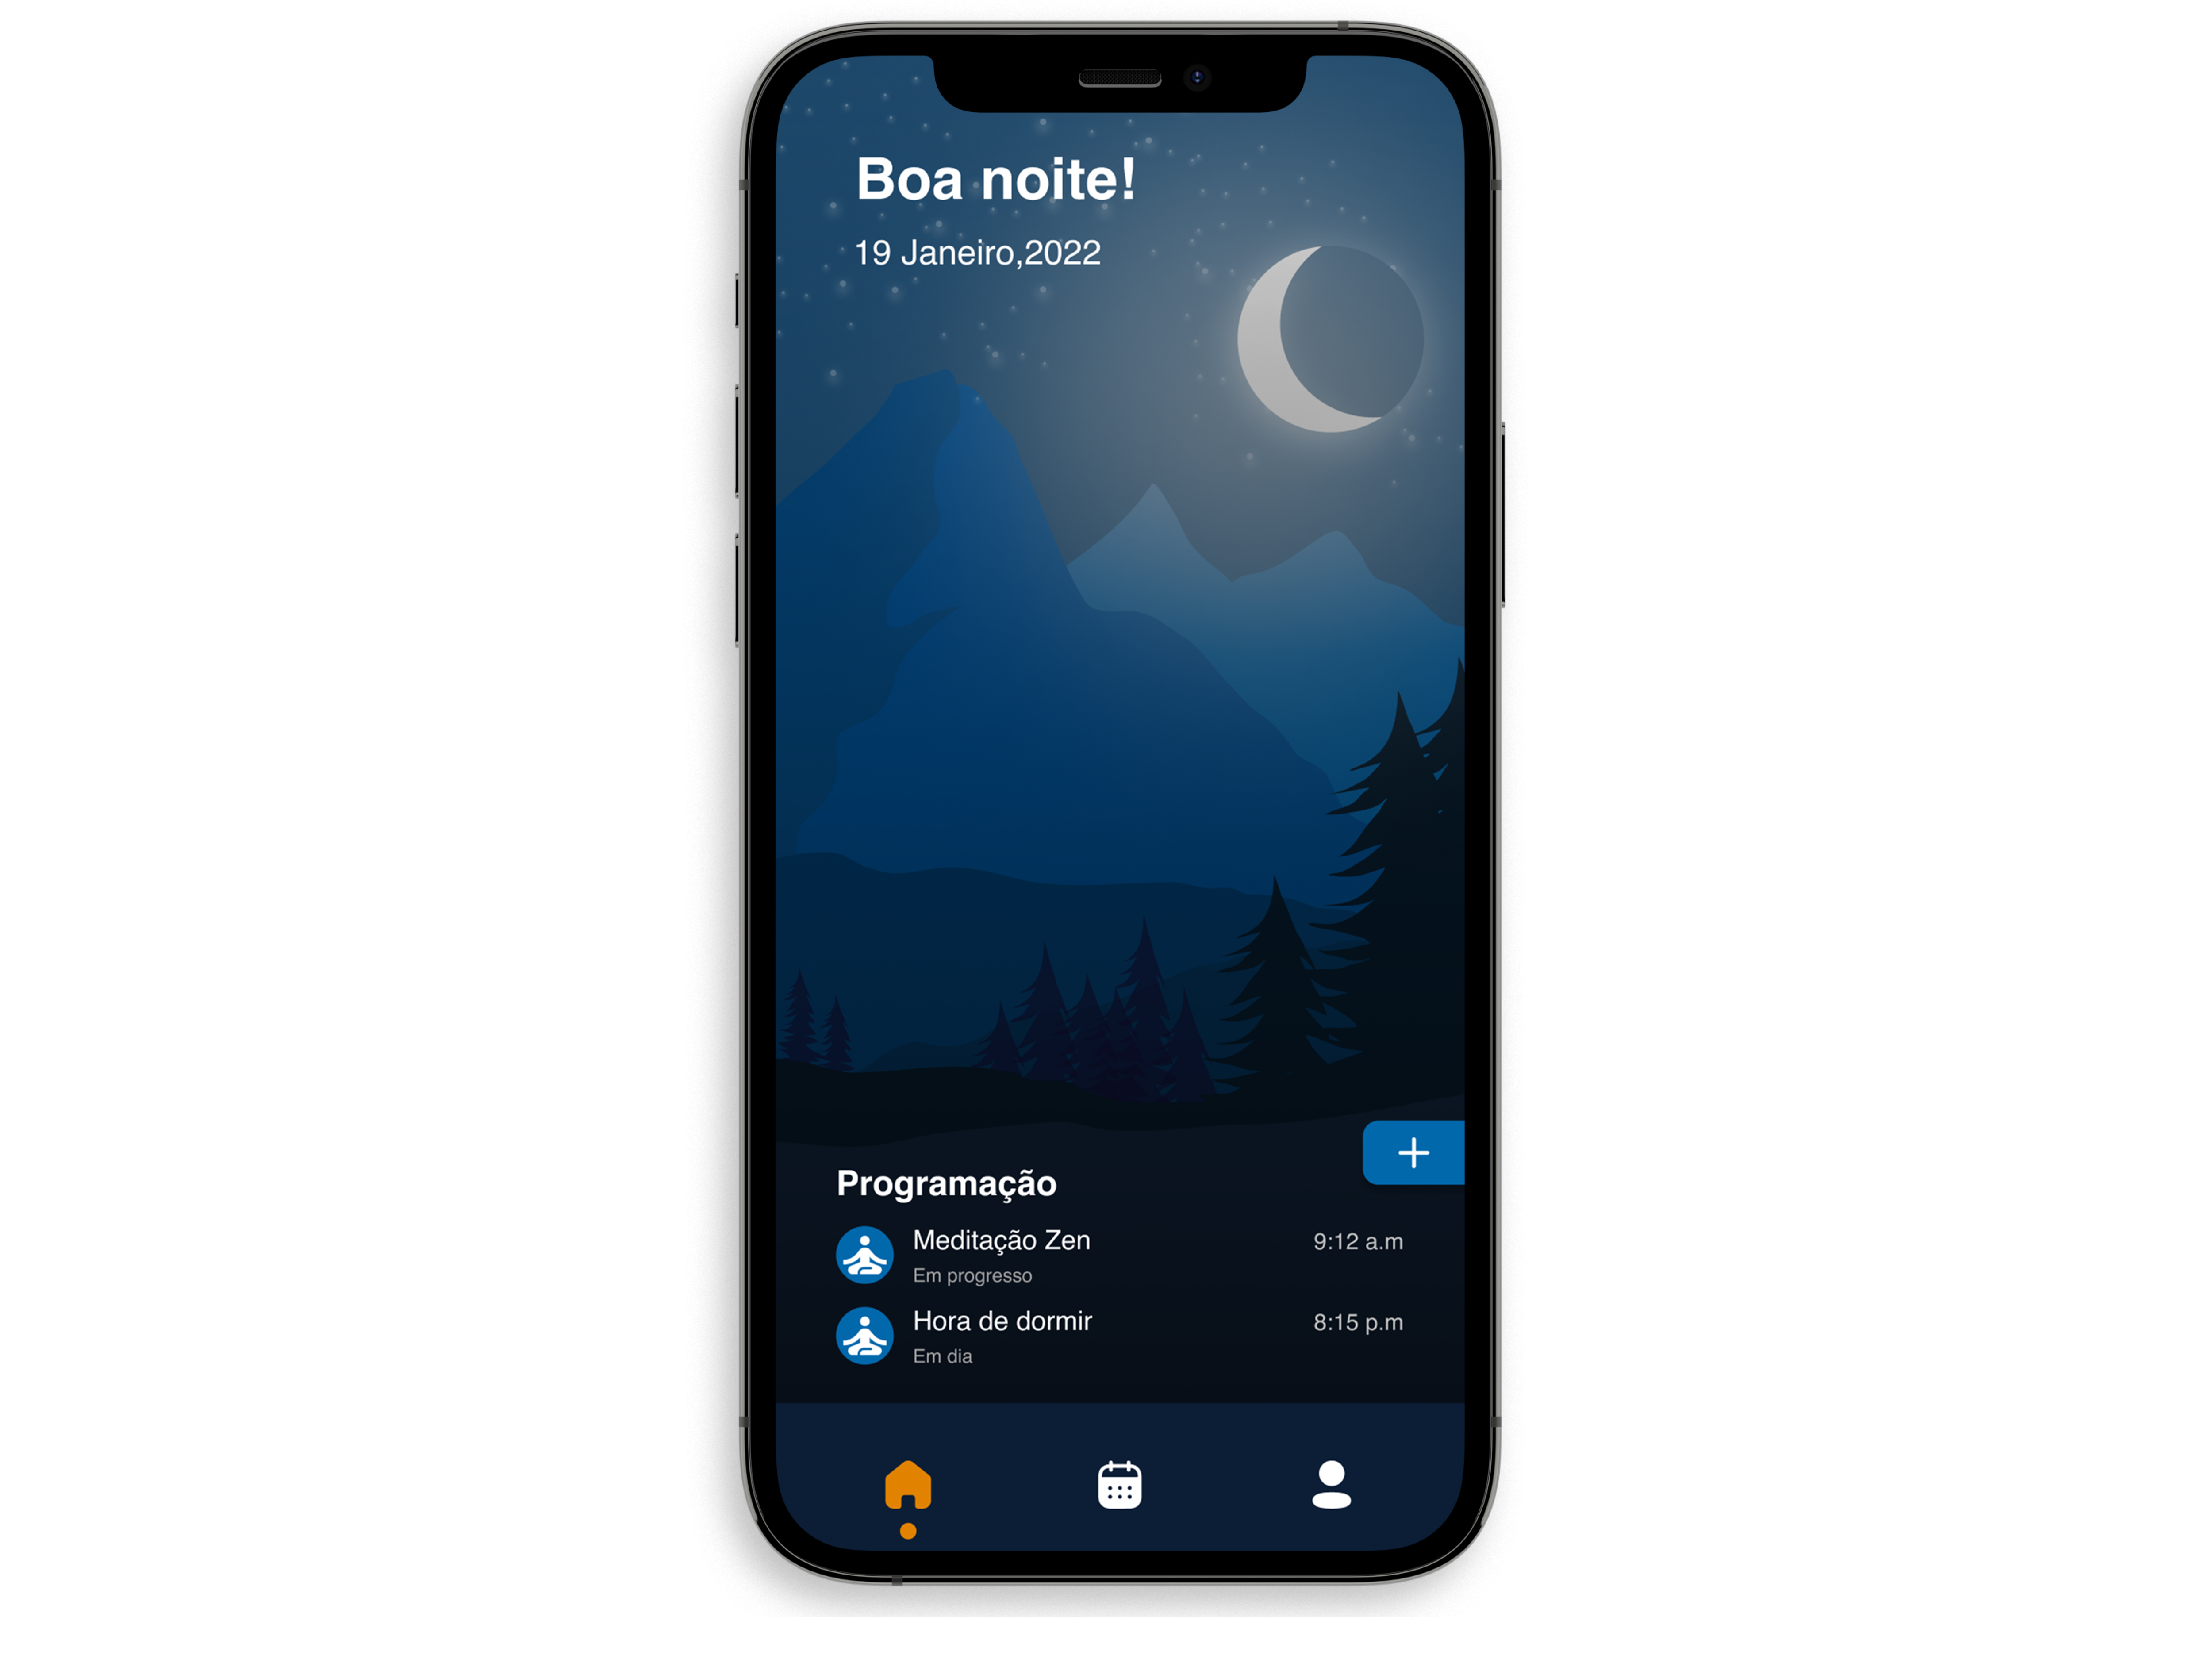 Boa noite!
19 Janeiro,2022
Programação
Meditação Zen
9:12 a.m
Em progresso
Hora de dormir
8:15 p.m
Em dia